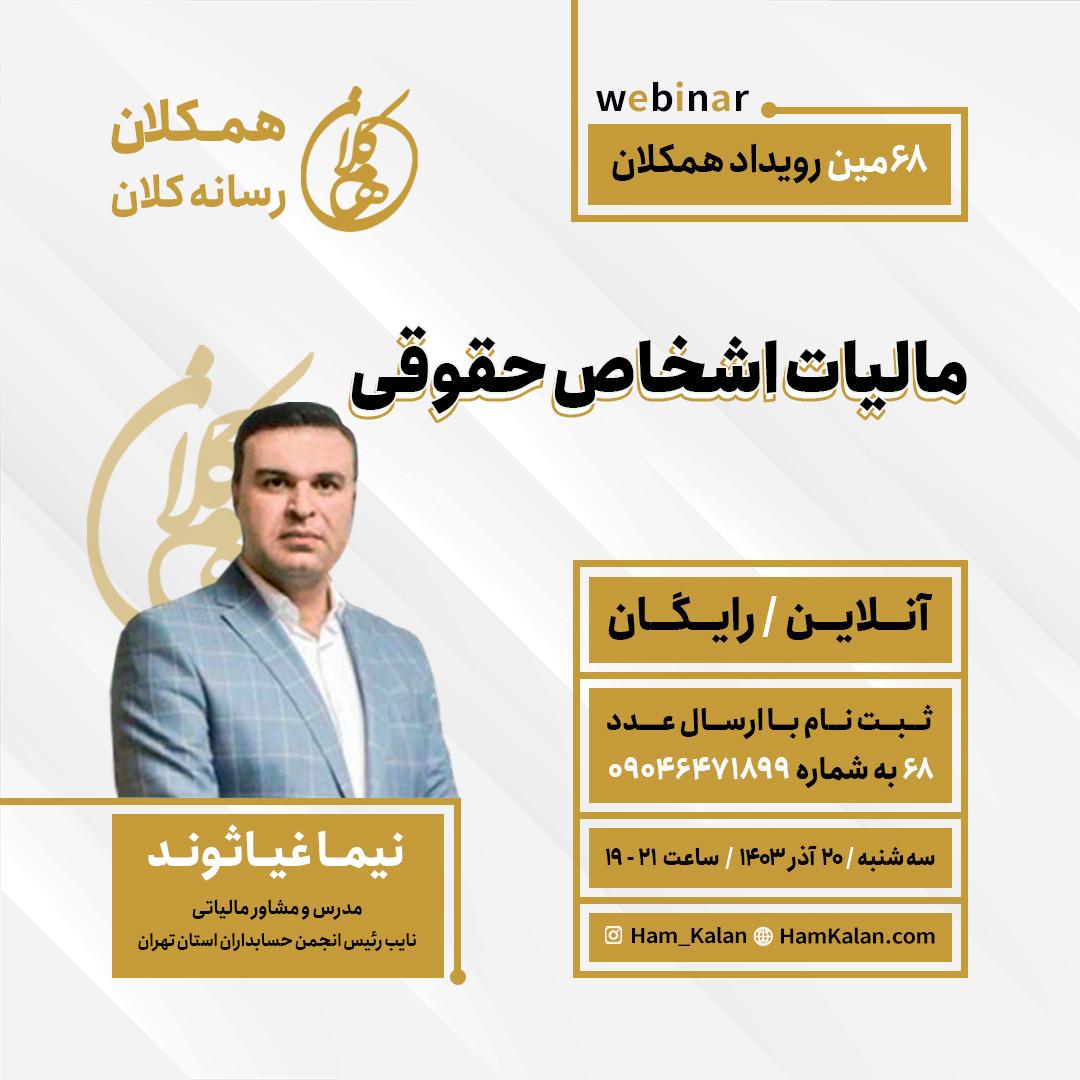 webinar
۶۸مین رویداد همکلان
همکلان
رسانه کلان
مالیات اشخاص حقوقی
آنلاین / رایگان
ثبت نام با ارسال عدد
۶۸ به شماره ۰۹۰۴۶۴۷۱۸۹۹
سه شنبه / ۲۰ آذر ۱۴۰۳ / ساعت ۲۱ - ۱۹
Ham_Kalan HamKalan.com
نیما غیاثوند
مدرس و مشاور مالیاتی
نایب رئیس انجمن حسابداران استان تهران